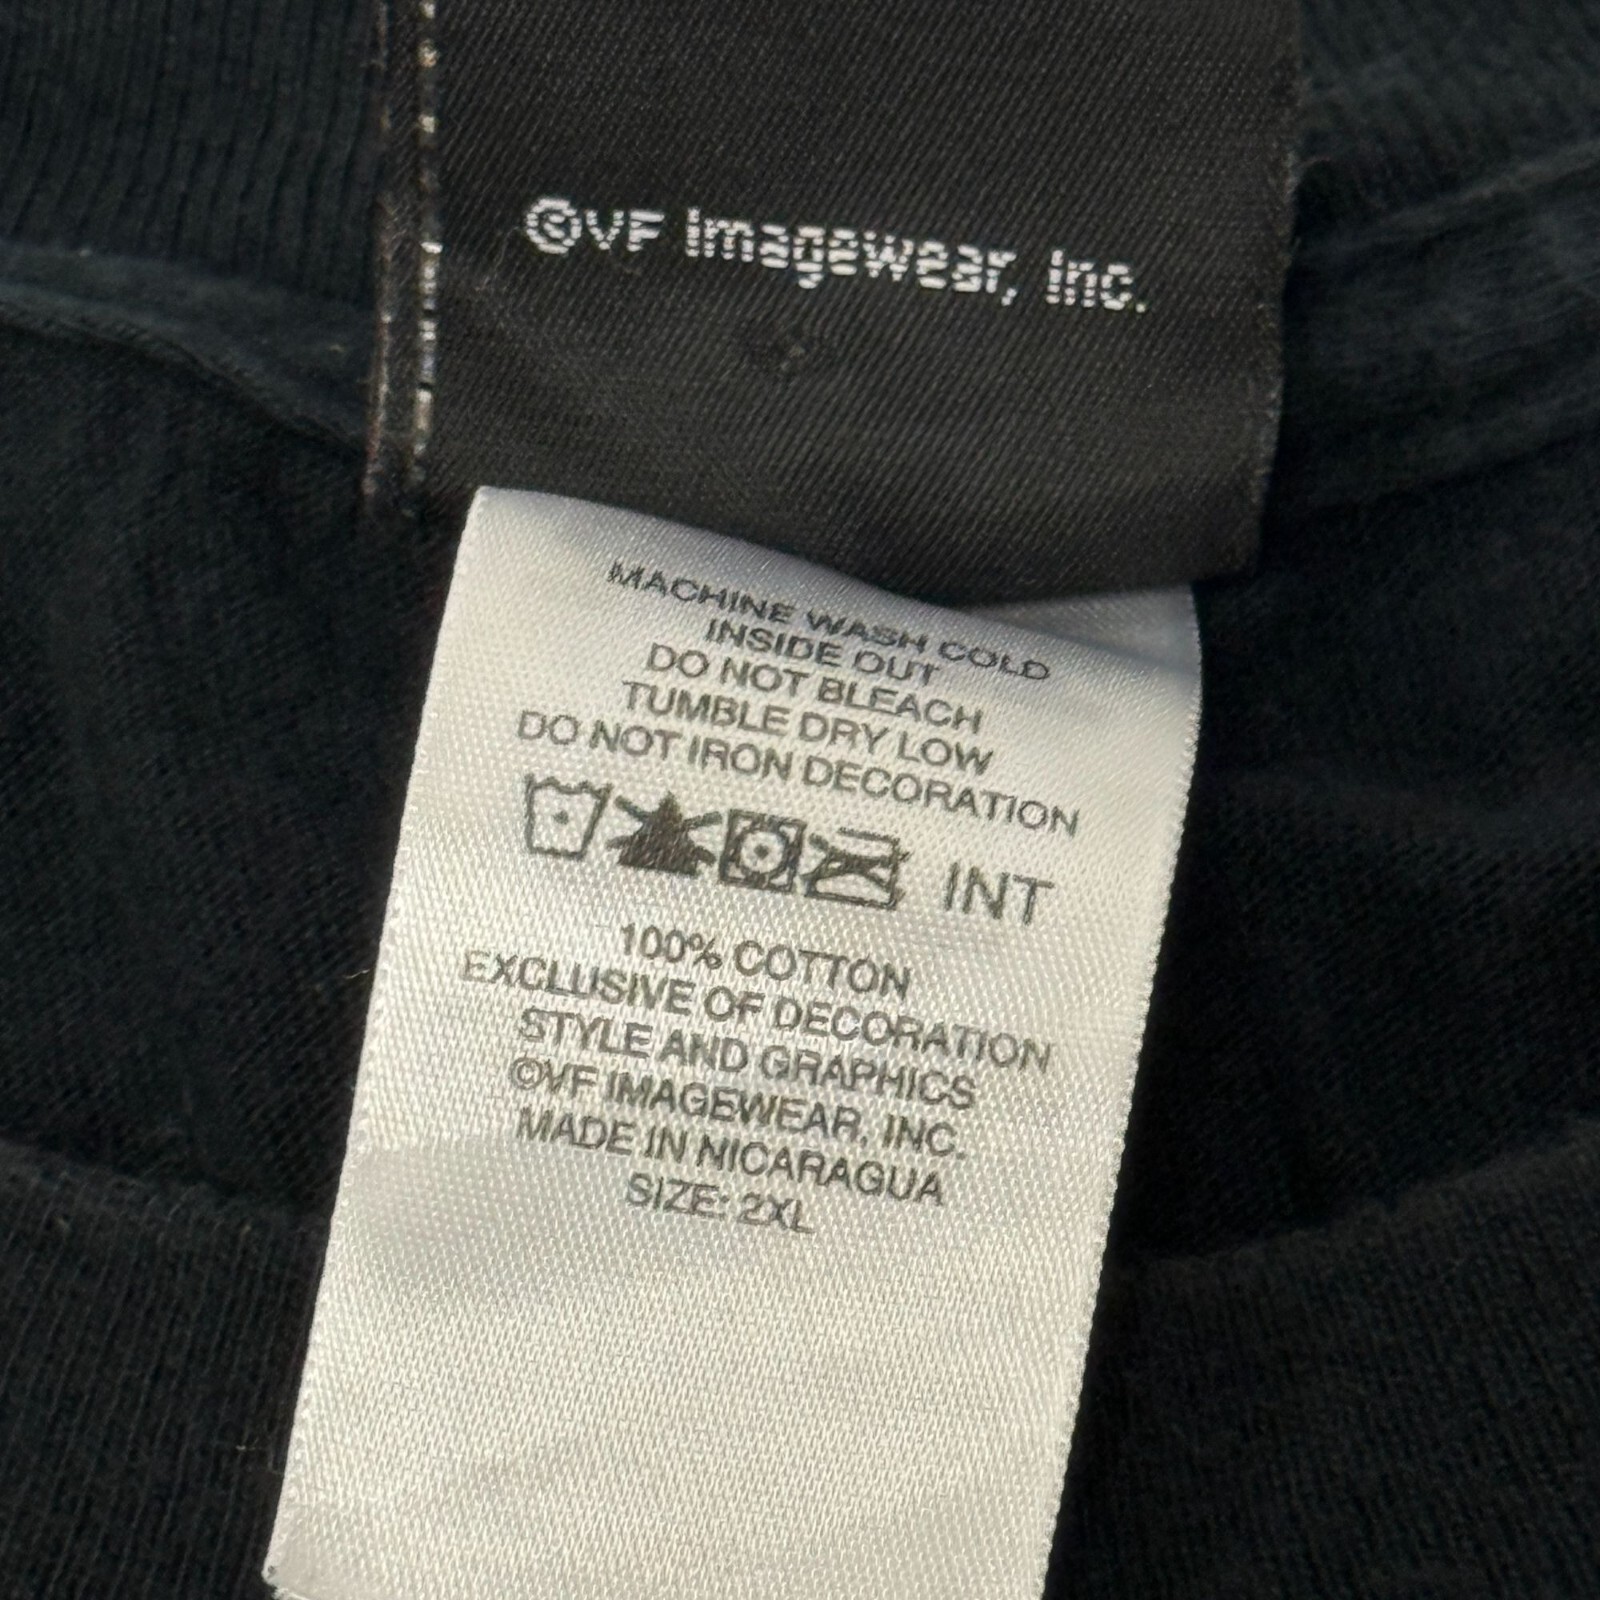 ©VF Imagewear, Inc.
MACHINE WASH COLD
INSIDE OUT
DO NOT BLEACH
TUMBLE DRY LOW
DO NOT IRON DECORATION
INT
100% COTTON
EXCLUSIVE OF DECORATION
STYLE AND GRAPHICS
©VF IMAGEWEAR, INC.
MADE IN NICARAGUA
SIZE: 2XL